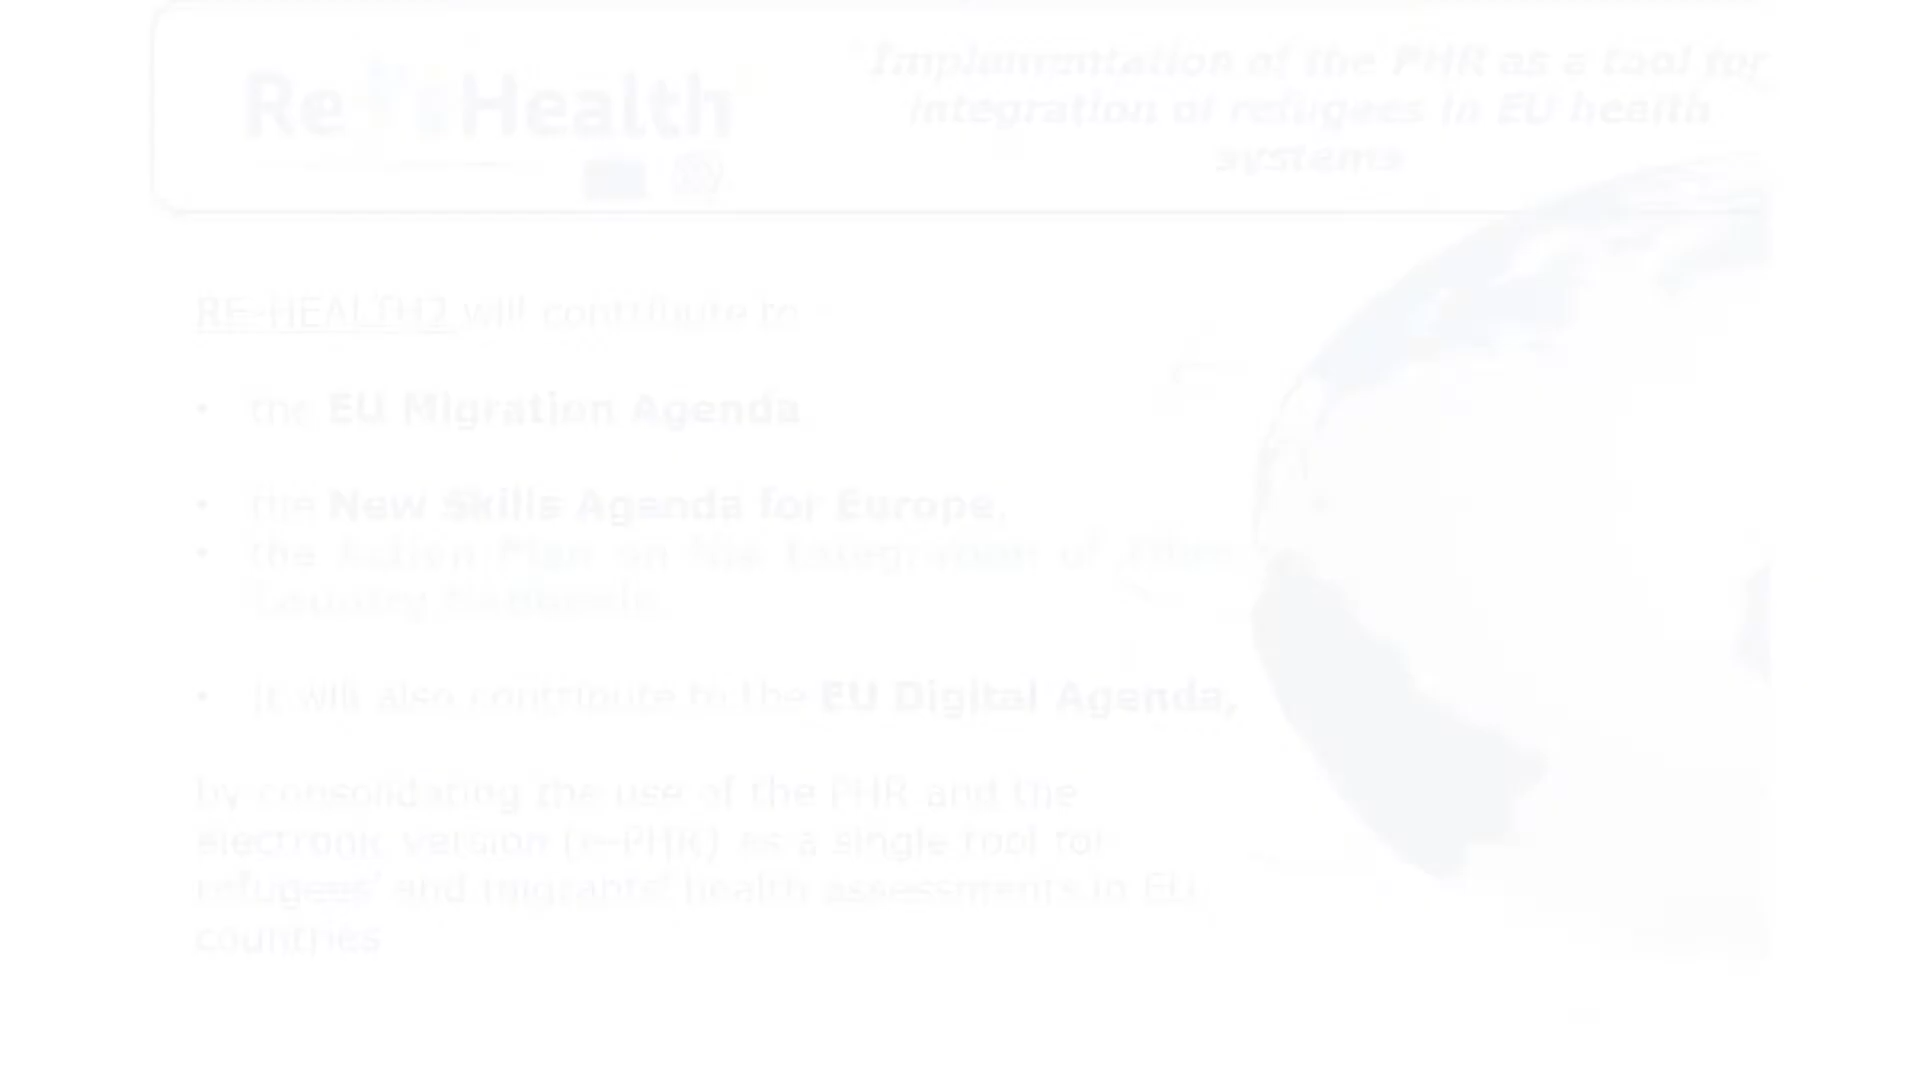 Re Health
Implementation of the PHR as a tool for
integration of refugees in EU health
systems
RE-HEALTH2 will contribute to
• the EU Migration Agenda
• the New Skills Agenda for Europe,
• the Action Plan on the Integration of
Country Nationals
• It will also contribute to the EU Digital Agenda,
by consolidating the use of the PHR and the
electronic version (e-PHR) as a single tool for
refugees' and migrants' health assessments in EU
countries